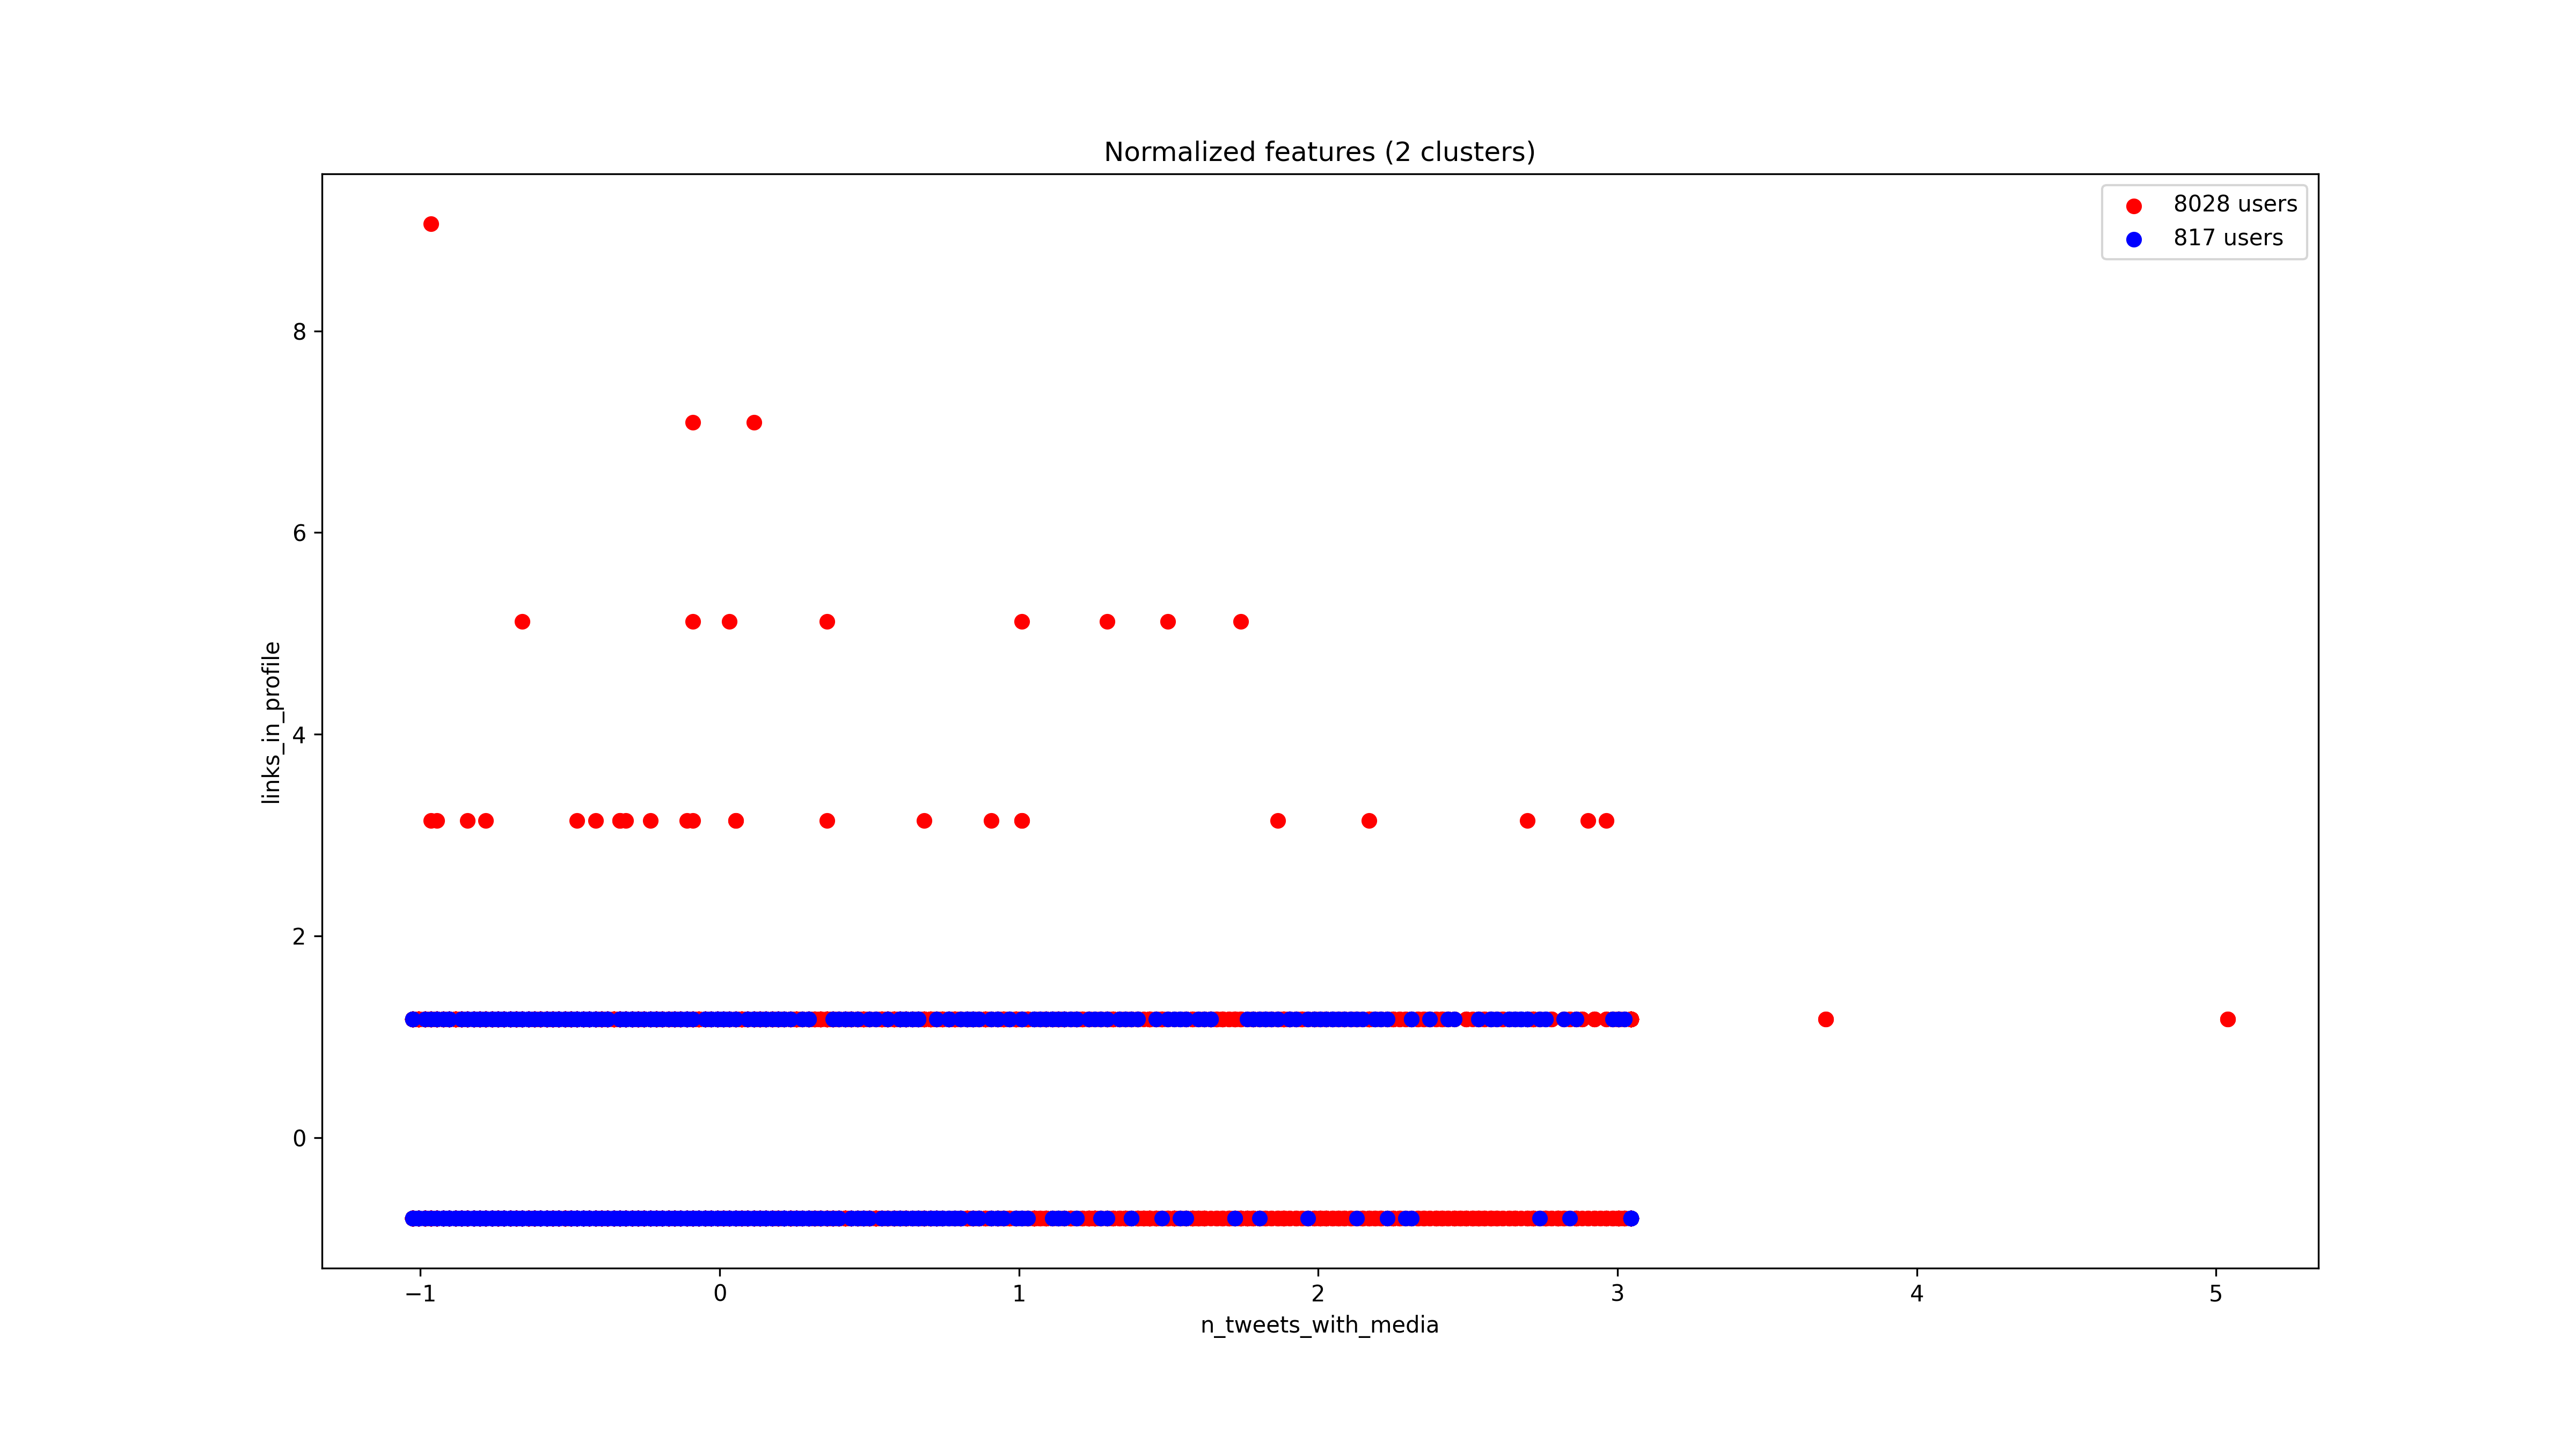 Normalized features (2 clusters)
8028 users
817 users
links_in_profile
8
6
4
2
0
−1
0
1
2
3
4
5
n_tweets_with_media